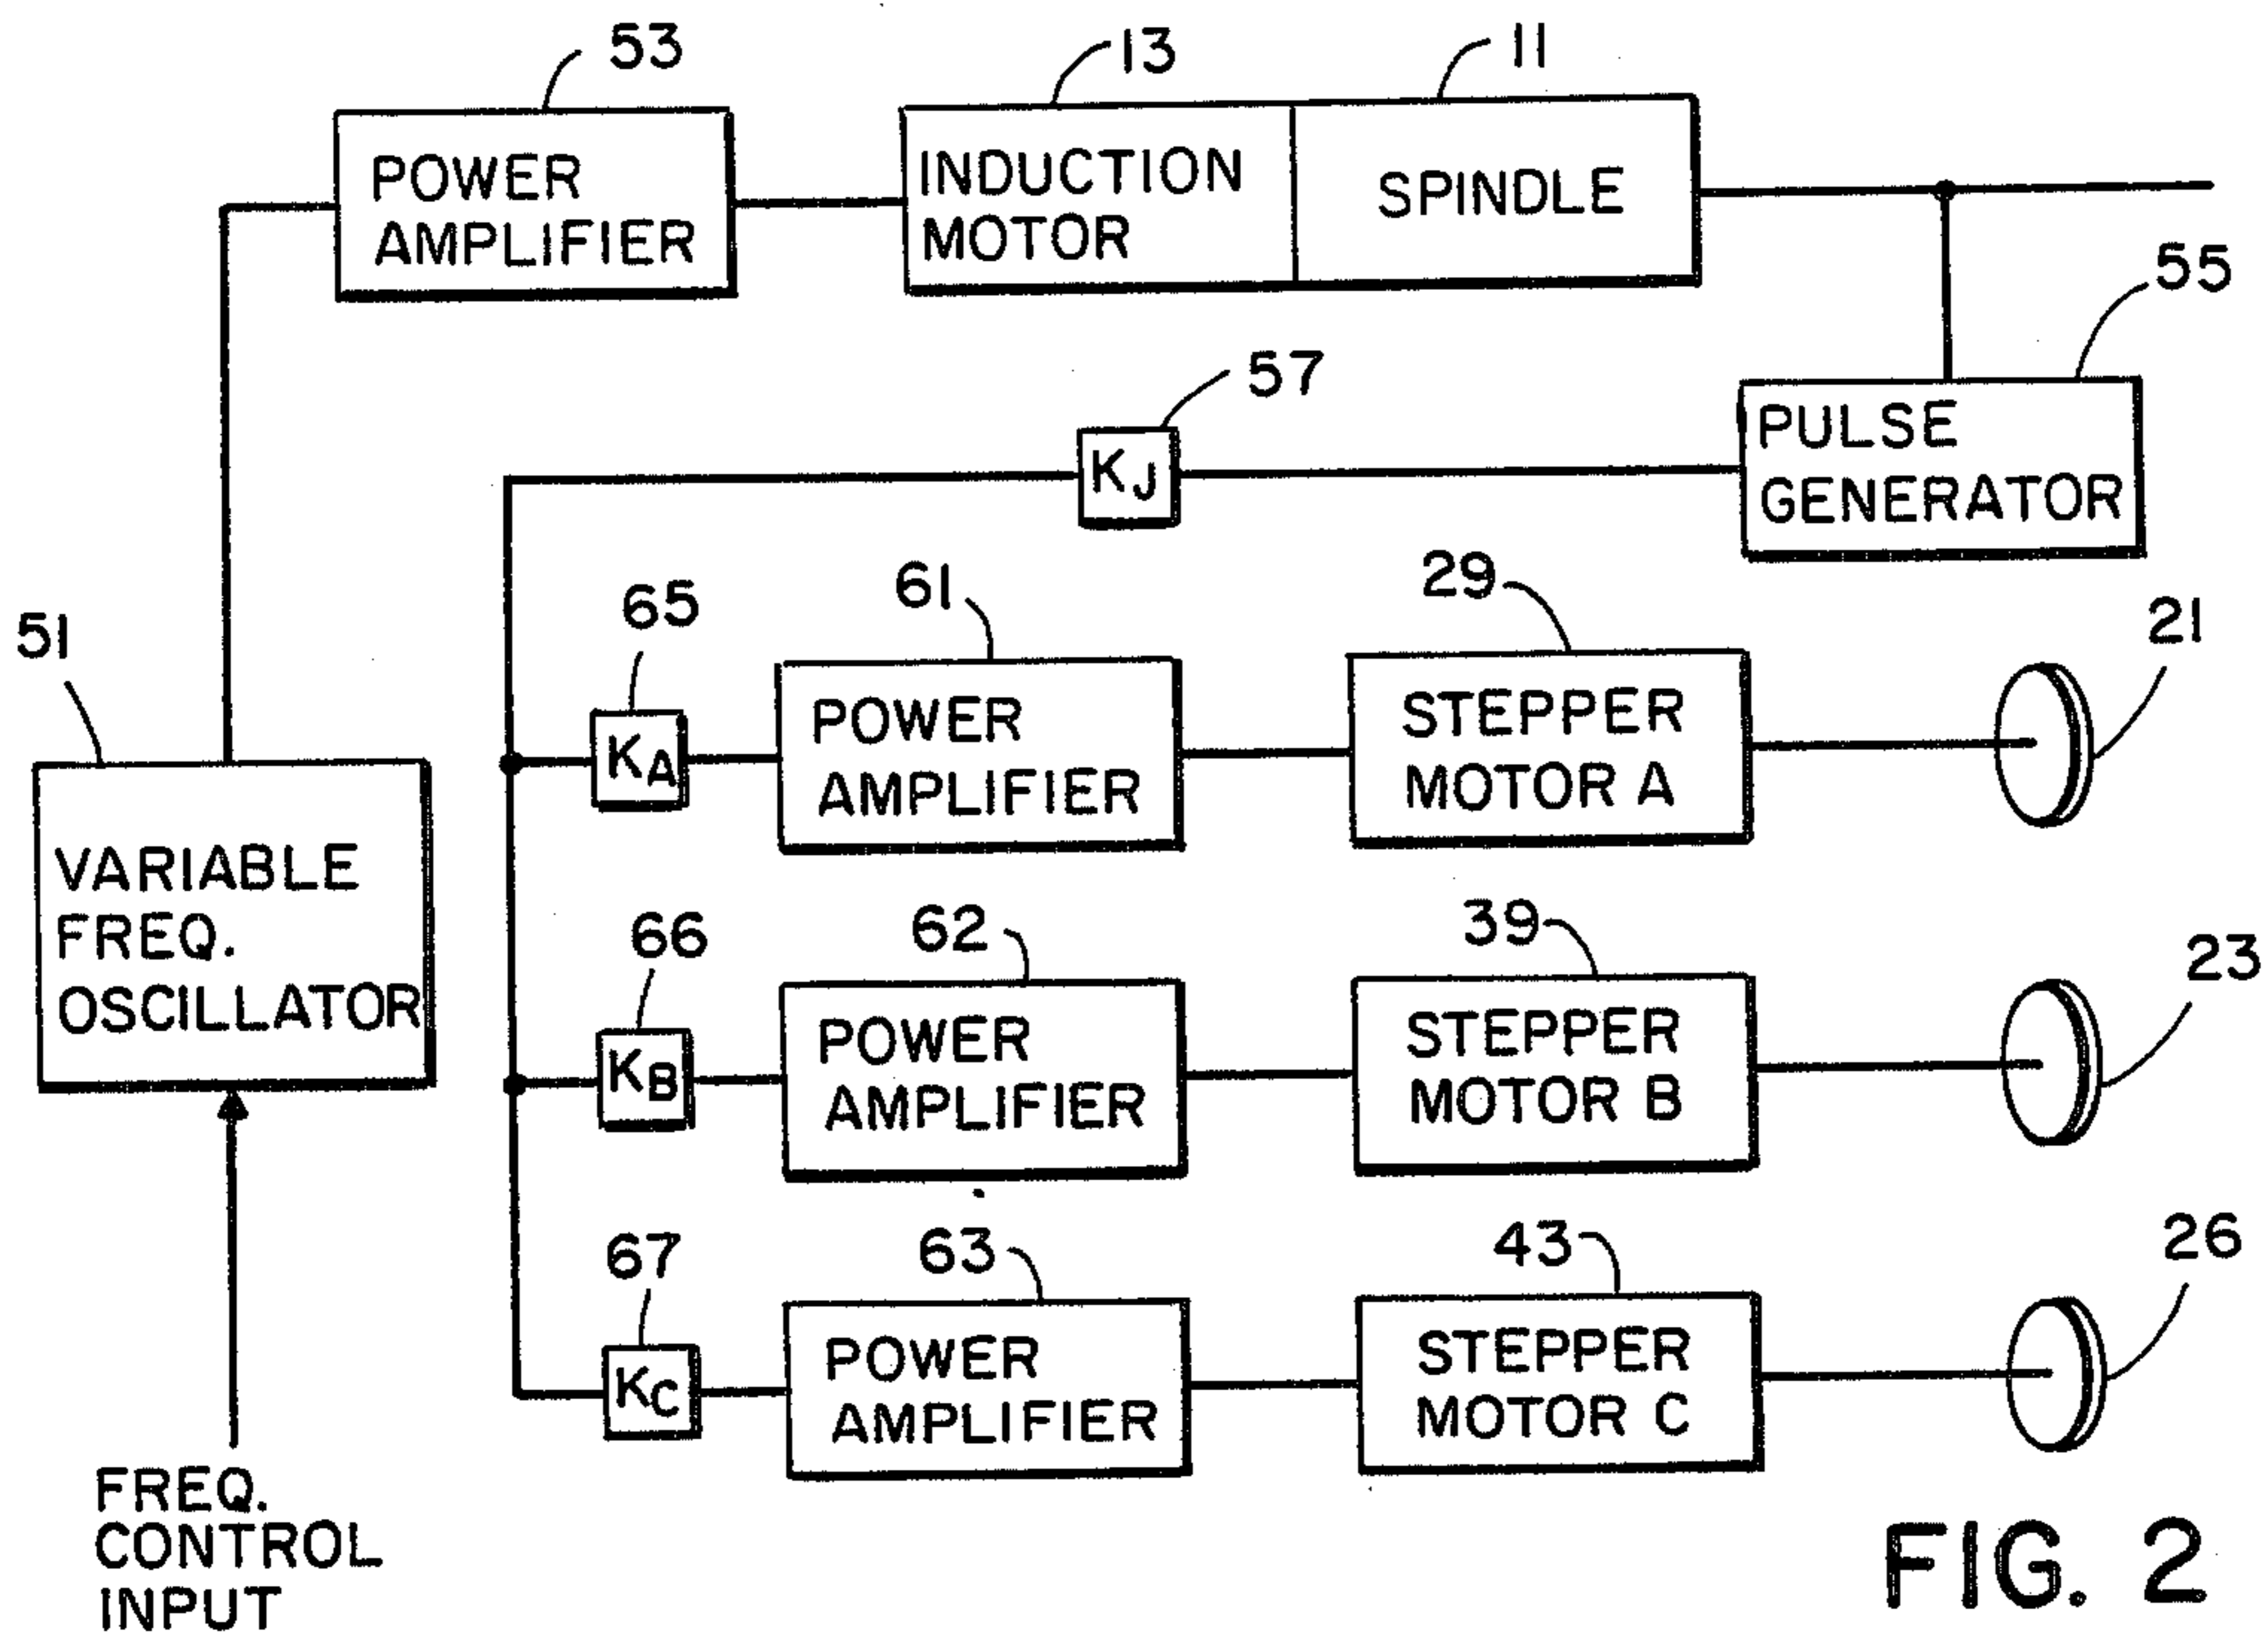 53
13
11
POWER
AMPLIFIER
INDUCTION
MOTOR
SPINDLE
55
57
KJ
PULSE
GENERATOR
51
65
61
29
21
KA
POWER
AMPLIFIER
STEPPER
MOTOR A
VARIABLE
FREQ.
OSCILLATOR
66
62
39
23
KB
POWER
AMPLIFIER
STEPPER
MOTOR B
67
63
43
26
KC
POWER
AMPLIFIER
STEPPER
MOTOR C
FREQ.
CONTROL
INPUT
FIG. 2